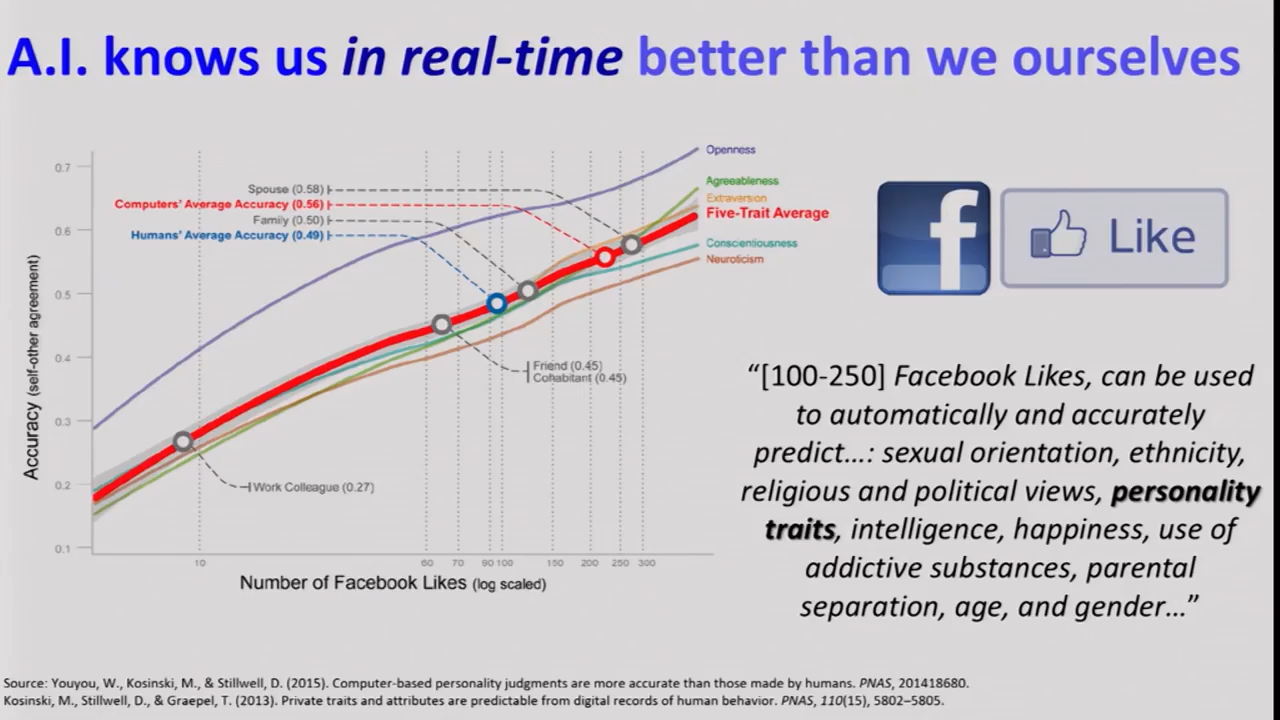 A.I. knows us in real-time better than we ourselves
0.7
0.6
0.5
0.4
0.3
0.2
0.1
Accuracy (self-other agreement)
Spouse (0.58)
Computers' Average Accuracy (0.56)
Family (0.50)
Humans' Average Accuracy (0.49)
Friend (0.45)
Cohabitant (0.45)
Work Colleague (0.27)
Openness
Agreeableness
Extraversion
Five-Trait Average
Conscientiousness
Neuroticism
10 60 70 90 100 150 200 250 300
Number of Facebook Likes (log scaled)
f
Like
“[100-250] Facebook Likes, can be used
to automatically and accurately
predict...: sexual orientation, ethnicity,
religious and political views, personality
traits, intelligence, happiness, use of
addictive substances, parental
separation, age, and gender...”
Source: Youyou, W., Kosinski, M., & Stillwell, D. (2015). Computer-based personality judgments are more accurate than those made by humans. PNAS, 201418680.
Kosinski, M., Stillwell, D., & Graepel, T. (2013). Private traits and attributes are predictable from digital records of human behavior. PNAS, 110(15), 5802–5805.